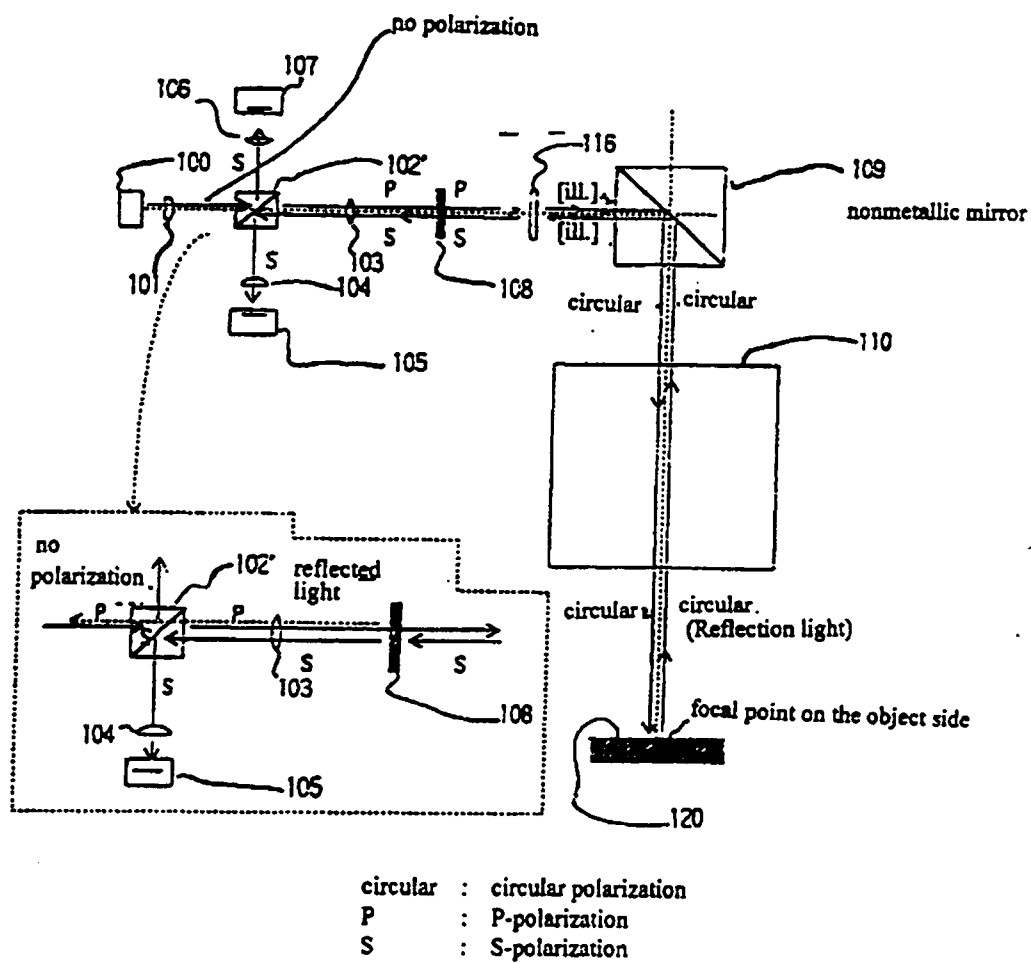 no polarization
107
106
100
S
102'
116
109
P
P
[ill.]
nonmetallic mirror
[ill.]
S
S
101
103
S
104
108
circular
circular
105
110
no
polarization
102'
reflected
light
P
P
circular
circular
(Reflection light)
S
S
S
103
108
104
focal point on the object side
105
120
circular : circular polarization
P : P-polarization
S : S-polarization